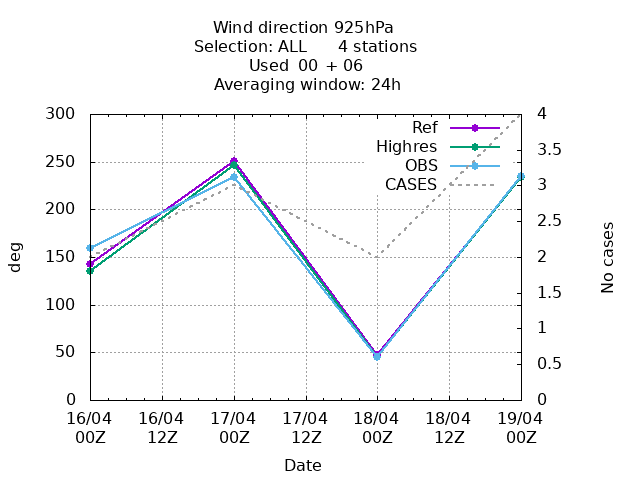 Wind direction 925hPa
Selection: ALL 4 stations
Used 00 + 06
Averaging window: 24h
300
250
200
150
100
50
0
deg
4
3.5
3
2.5
2
1.5
1
0.5
0
No cases
Ref
Highres
OBS
CASES
16/04 16/04 17/04 17/04 18/04 18/04 19/04
00Z 12Z 00Z 12Z 00Z 12Z 00Z
Date